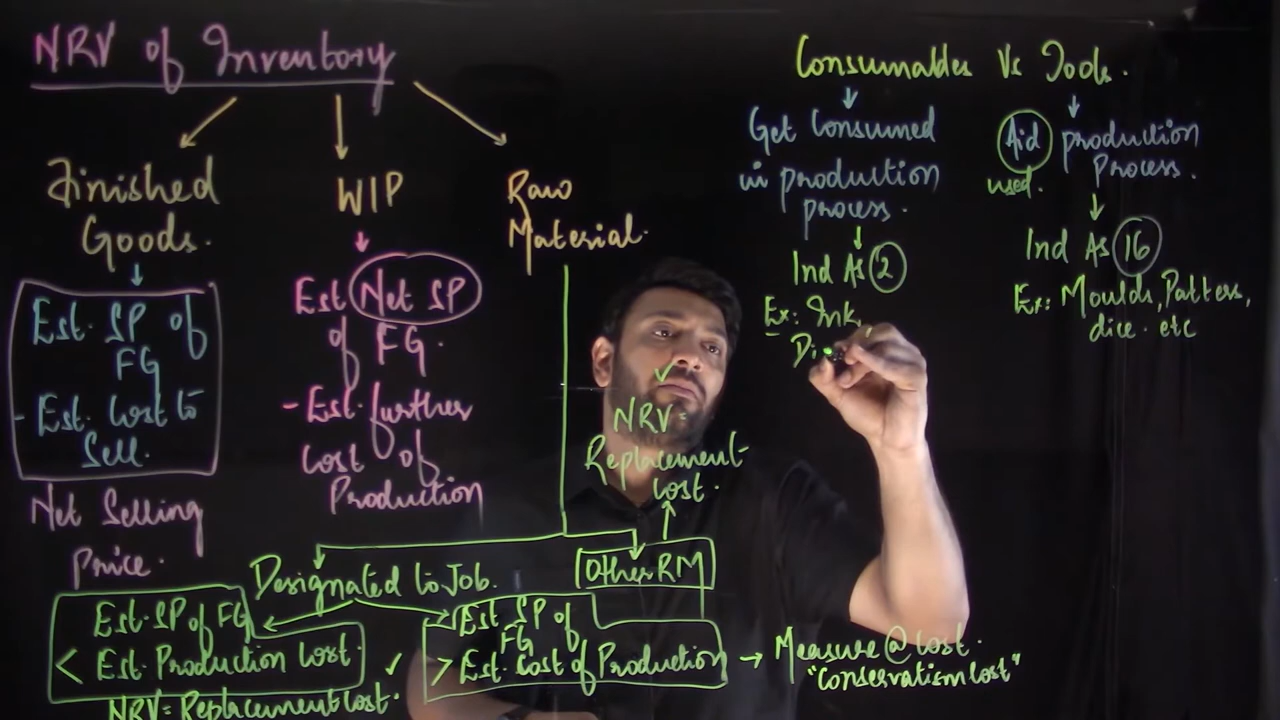 NRV of Inventory
Finished
Goods.
Est. SP of
FG
- Est. Cost to
Sell.
Net Selling
Price.
WIP
Est Net SP
of FG.
- Est. further
Cost of
Production
Raw
Material.
Designated to Job.
Est. SP of FG
< Est. Production Cost.
NRV = Replacement Cost.
Est. SP of
FG
> Est. Cost of Production
→ Measure @ Cost.
"Conservatism lost"
Other RM
NRV =
Replacement
Cost.
Consumables Vs Tools.
Get Consumed
in production
process.
Ind As 2
Ex: Ink,
Aid production
used. Process.
Ind As 16
Ex: Moulds, Patters,
dice. etc